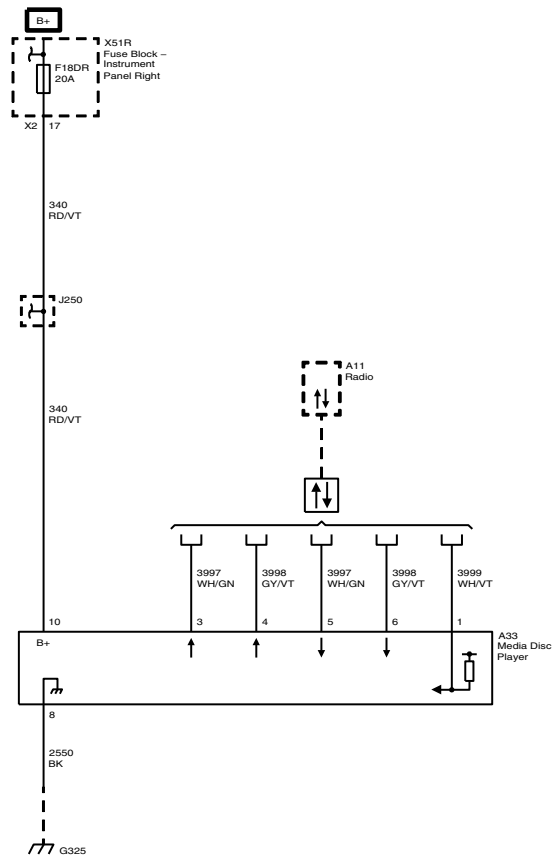 B+
X51R
Fuse Block –
Instrument
Panel Right
F18DR
20A
X2 17
340
RD/VT
J250
A11
Radio
340
RD/VT
3997
WH/GN
3998
GY/VT
3997
WH/GN
3998
GY/VT
3999
WH/VT
10 3 4 5 6 1
B+
A33
Media Disc
Player
8
2550
BK
G325